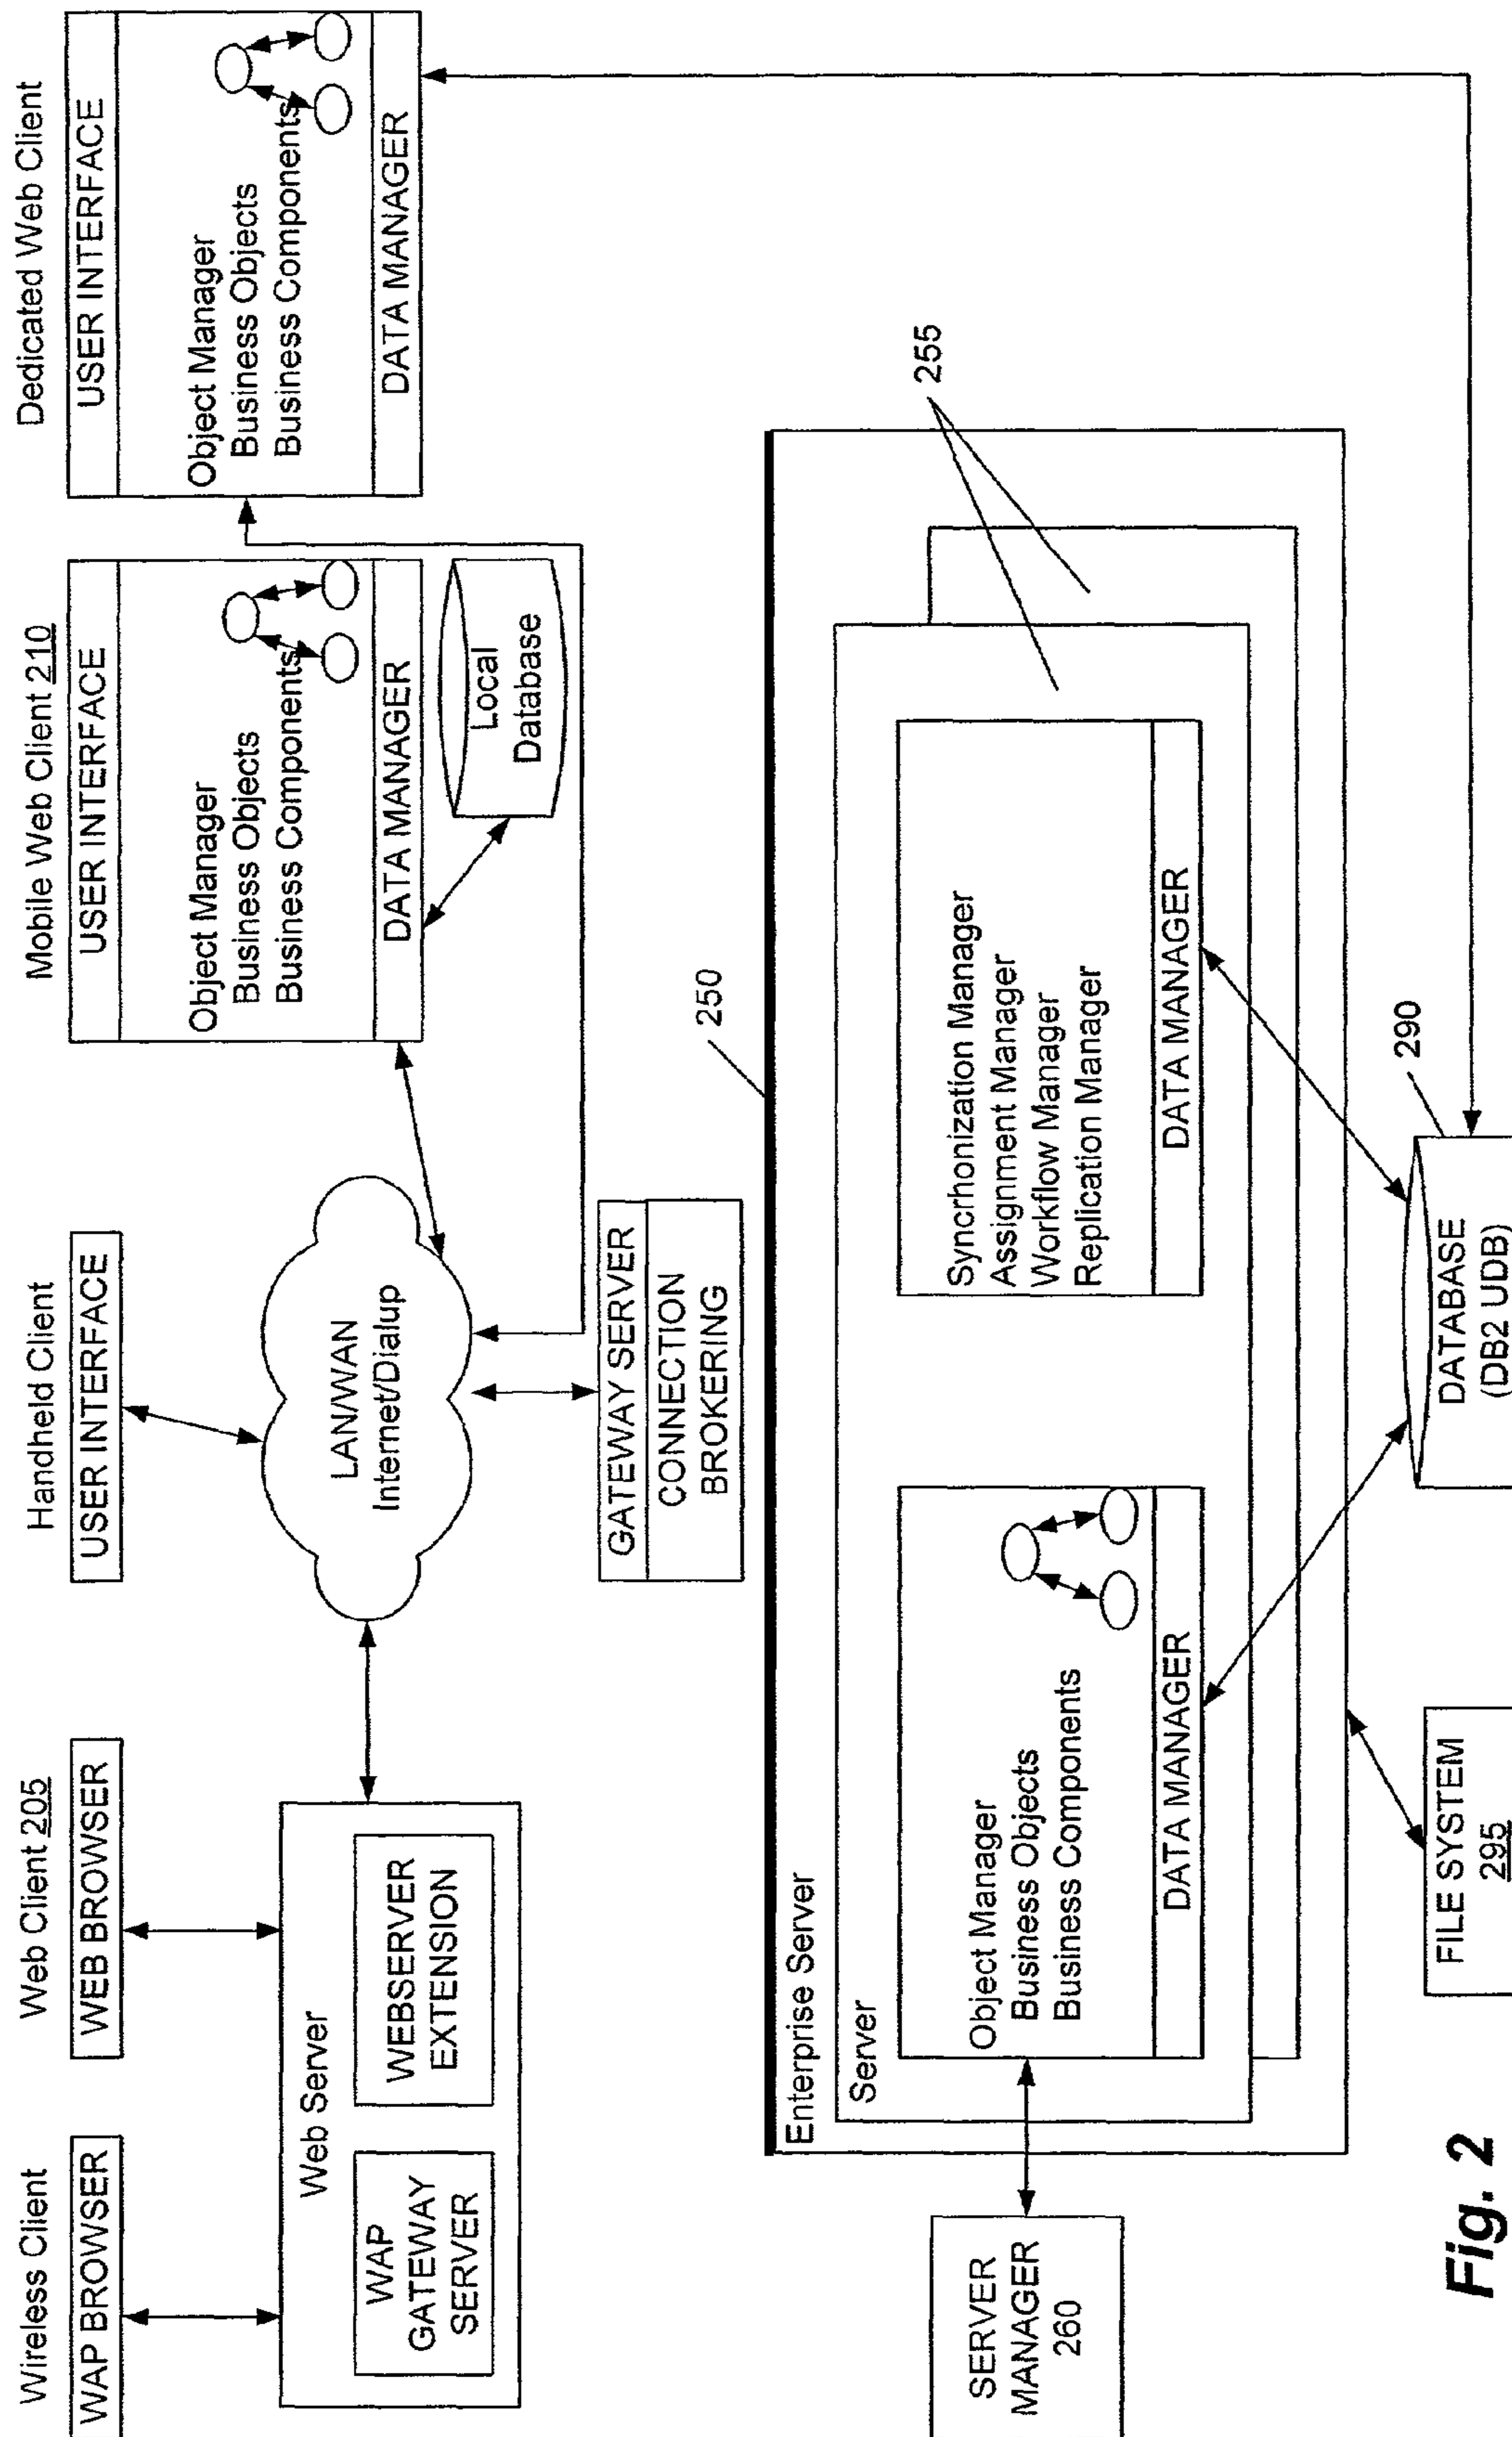 Wireless Client
WAP BROWSER
Web Client 205
WEB BROWSER
Handheld Client
USER INTERFACE
Mobile Web Client 210
USER INTERFACE
Object Manager
Business Objects
Business Components
DATA MANAGER
Local
Database
Dedicated Web Client
USER INTERFACE
Object Manager
Business Objects
Business Components
DATA MANAGER
Web Server
WAP
GATEWAY
SERVER
WEBSERVER
EXTENSION
LAN/WAN
Internet/Dialup
GATEWAY SERVER
CONNECTION
BROKERING
250
Enterprise Server
255
Server
Object Manager
Business Objects
Business Components
DATA MANAGER
Syncrhonization Manager
Assignment Manager
Workflow Manager
Replication Manager
DATA MANAGER
SERVER
MANAGER
260
FILE SYSTEM
295
290
DATABASE
(DB2 UDB)
Fig. 2